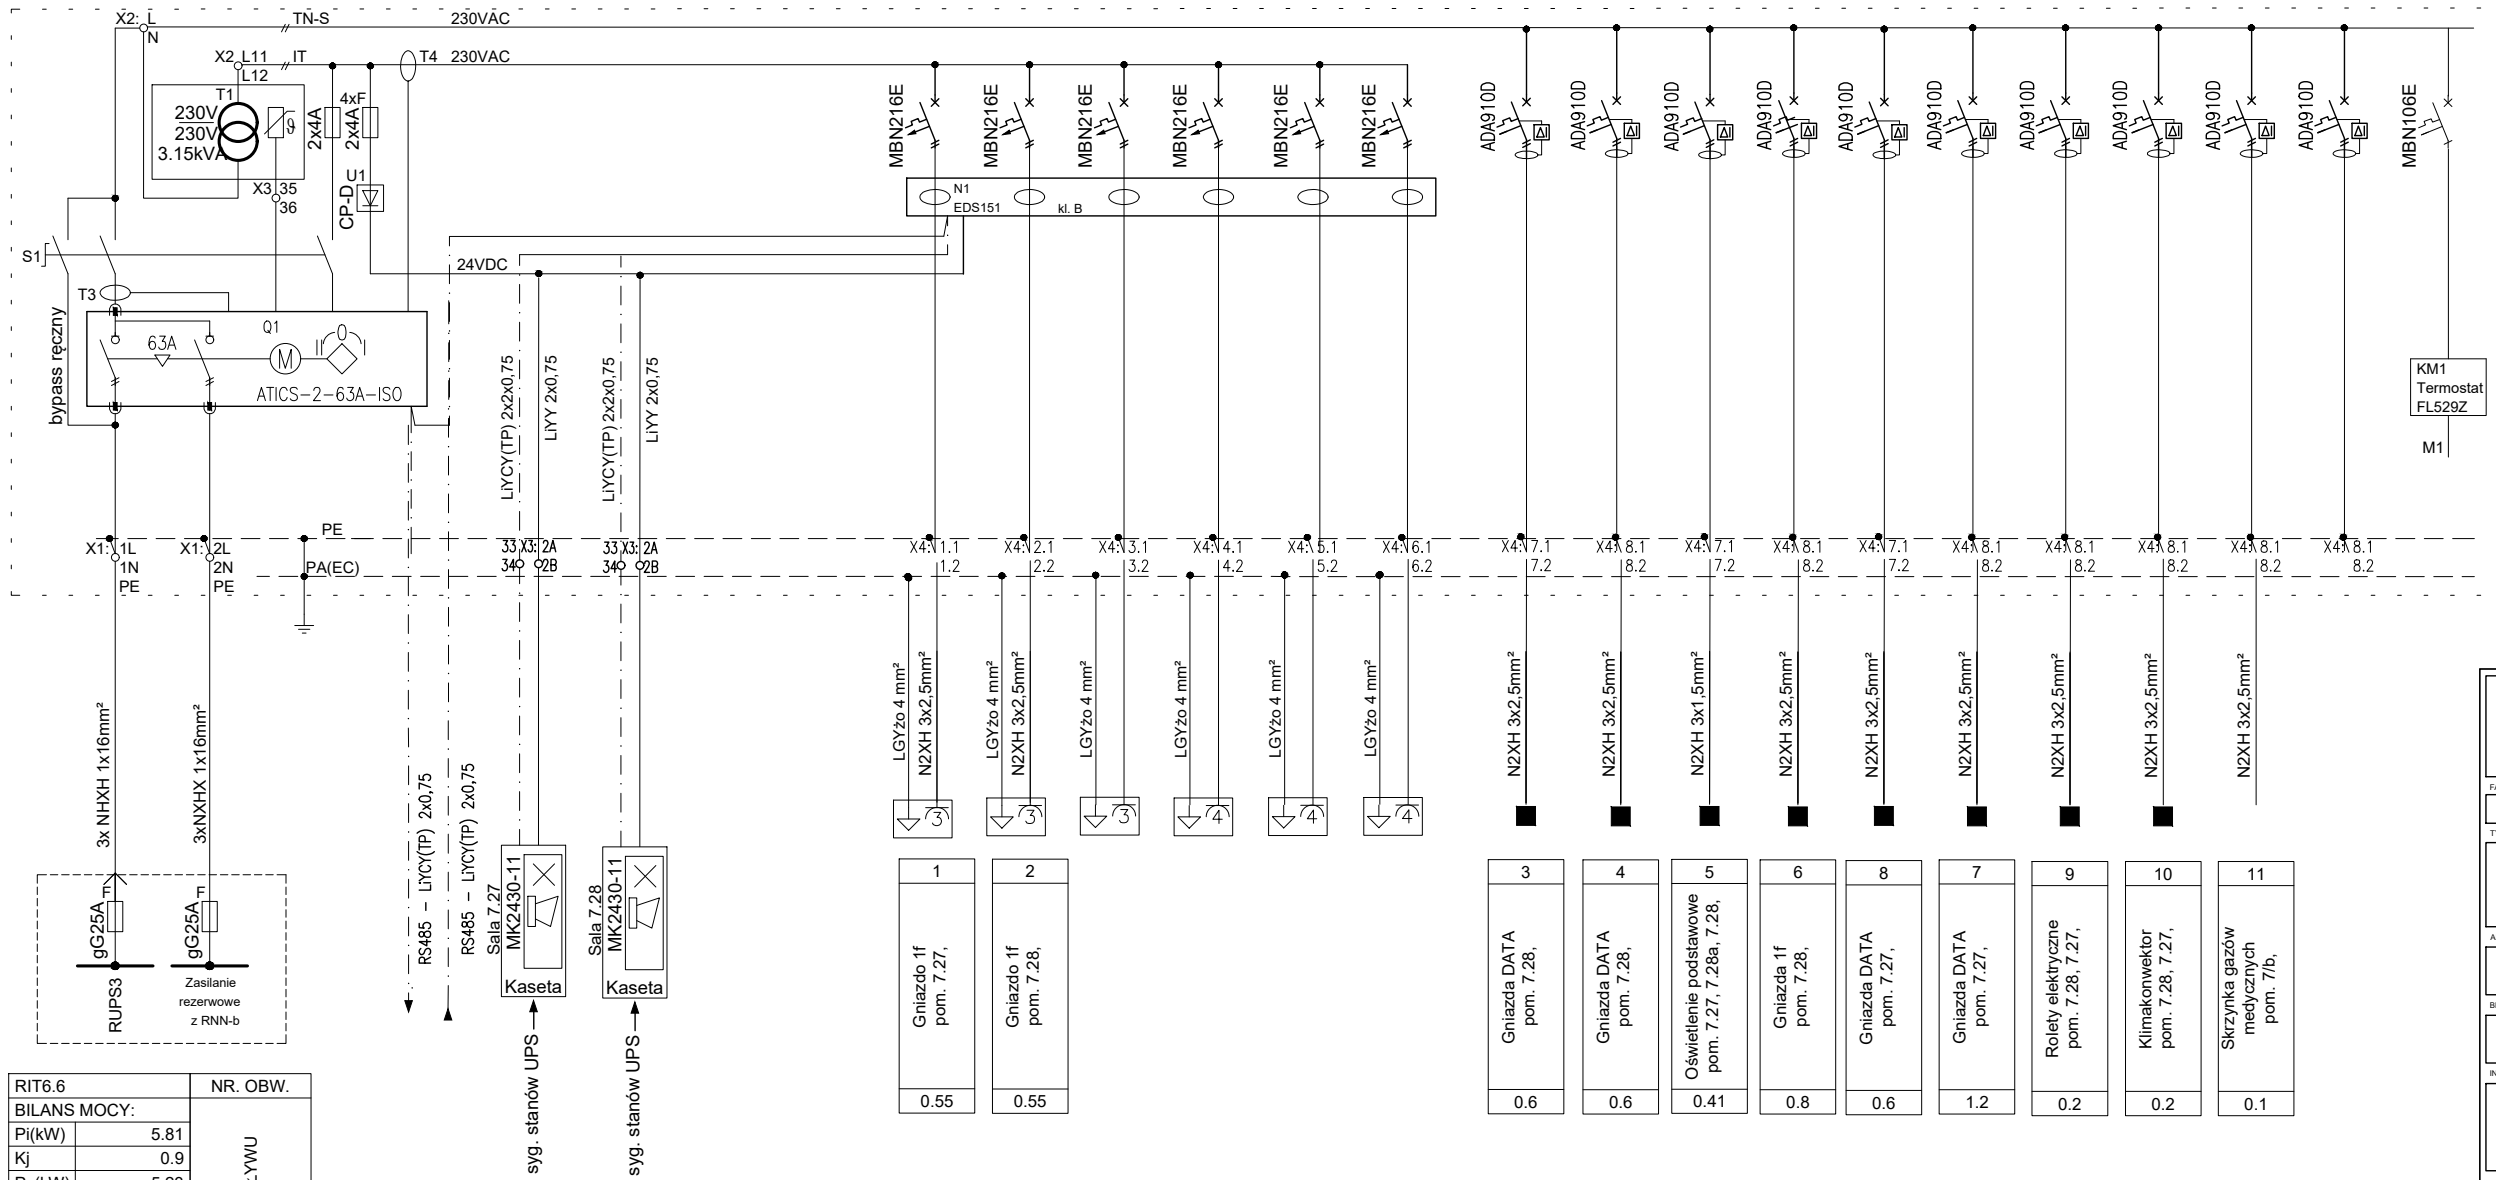 X2: L
N
TN-S
230VAC
X2 L11
L12
IT
T4
230VAC
T1
230V
230V
3.15kVA
ϑ
2x4A
4xF
2x4A
X3 35
36
U1
CP-D
S1
T3
bypass ręczny
Q1
63A
M
0
II
I
ATICS-2-63A-ISO
24VDC
MBN216E
MBN216E
MBN216E
MBN216E
MBN216E
MBN216E
N1
EDS151
kl. B
ADA910D
ADA910D
ADA910D
ADA910D
ADA910D
ADA910D
ADA910D
ADA910D
ADA910D
ADA910D
MBN106E
ΔI
ΔI
ΔI
ΔI
ΔI
ΔI
ΔI
ΔI
ΔI
ΔI
KM1
Termostat
FL529Z
M1
LiYCY(TP) 2x2x0,75
LiYY 2x0,75
LiYCY(TP) 2x2x0,75
LiYY 2x0,75
PE
PA(EC)
X1: 1L
1N
PE
X1: 2L
2N
PE
33 X3: 2A
34 2B
33 X3: 2A
34 2B
X4: 1.1
1.2
X4: 2.1
2.2
X4: 3.1
3.2
X4: 4.1
4.2
X4: 5.1
5.2
X4: 6.1
6.2
X4: 7.1
7.2
X4: 8.1
8.2
X4: 7.1
7.2
X4: 8.1
8.2
X4: 7.1
7.2
X4: 8.1
8.2
X4: 8.1
8.2
X4: 8.1
8.2
X4: 8.1
8.2
X4: 8.1
8.2
3x NHXH 1x16mm²
3xNXHX 1x16mm²
RS485 – LiYCY(TP) 2x0,75
RS485 – LiYCY(TP) 2x0,75
LGYżo 4 mm²
N2XH 3x2,5mm²
LGYżo 4 mm²
N2XH 3x2,5mm²
LGYżo 4 mm²
LGYżo 4 mm²
LGYżo 4 mm²
LGYżo 4 mm²
N2XH 3x2,5mm²
N2XH 3x2,5mm²
N2XH 3x1,5mm²
N2XH 3x2,5mm²
N2XH 3x2,5mm²
N2XH 3x2,5mm²
N2XH 3x2,5mm²
N2XH 3x2,5mm²
N2XH 3x2,5mm²
3
3
3
4
4
4
F
gG25A
F
gG25A
RUPS3
Zasilanie
rezerwowe
z RNN-b
Sala 7.27
MK2430-11
Kaseta
syg. stanów UPS
Sala 7.28
MK2430-11
Kaseta
syg. stanów UPS
1
Gniazdo 1f
pom. 7.27,
0.55
2
Gniazdo 1f
pom. 7.28,
0.55
3
Gniazda DATA
pom. 7.28,
0.6
4
Gniazda DATA
pom. 7.28,
0.6
5
Oświetlenie podstawowe
pom. 7.27, 7.28a, 7.28,
0.41
6
Gniazda 1f
pom. 7.28,
0.8
8
Gniazda DATA
pom. 7.27,
0.6
7
Gniazda DATA
pom. 7.27,
1.2
9
Rolety elektryczne
pom. 7.28, 7.27,
0.2
10
Klimakonwektor
pom. 7.28, 7.27,
0.2
11
Skrzynka gazów
medycznych
pom. 7/b,
0.1
RIT6.6
NR. OBW.
BILANS MOCY:
Pi(kW) 5.81
Kj 0.9